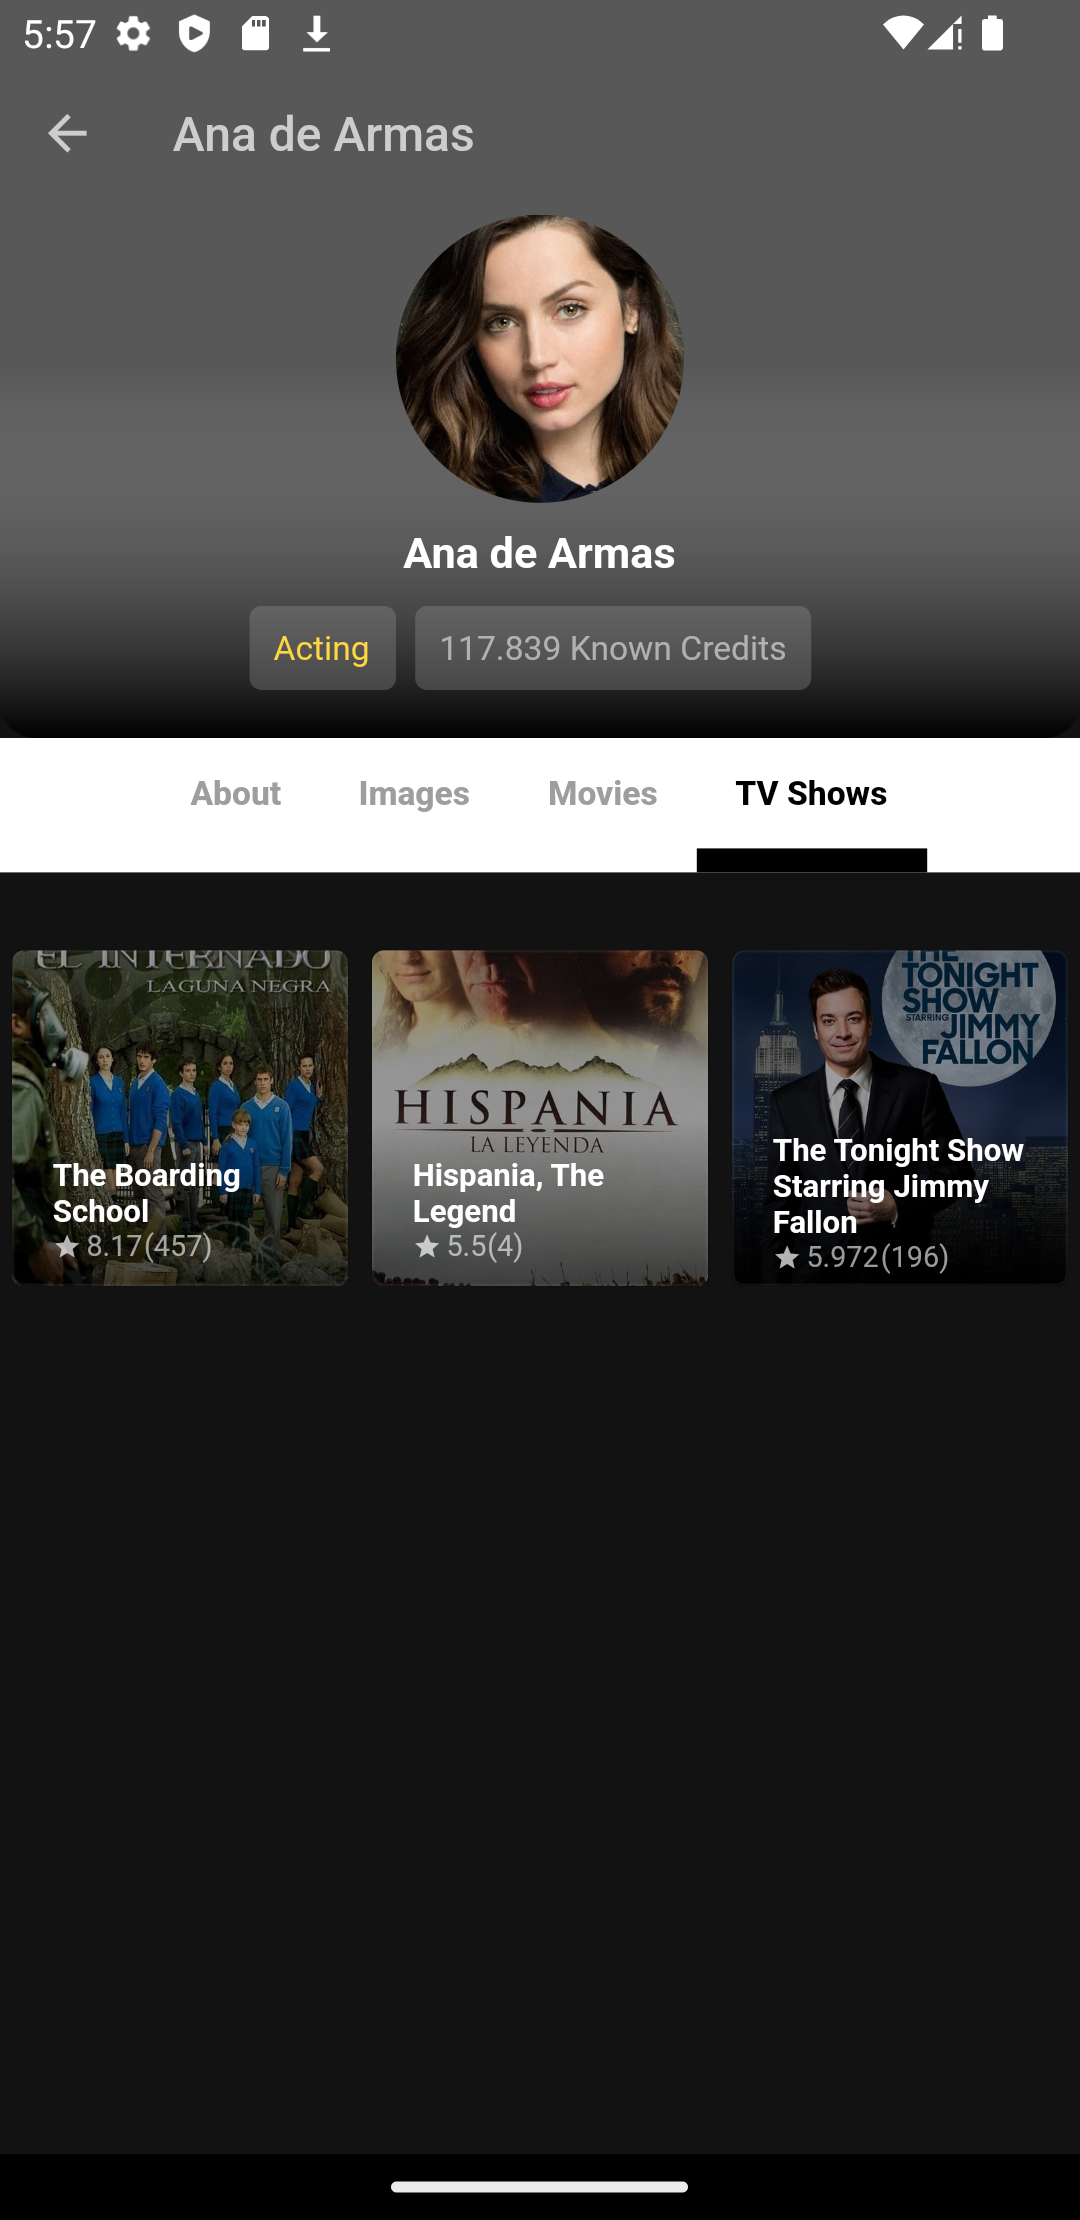 5:57
Ana de Armas
Ana de Armas
Acting
117.839 Known Credits
About
Images
Movies
TV Shows
EL INTERNADO
LAGUNA NEGRA
The Boarding
School
8.17(457)
HISPANIA
LA LEYENDA
Hispania, The
Legend
5.5(4)
THE
TONIGHT
SHOW
STARRING
JIMMY
FALLON
The Tonight Show
Starring Jimmy
Fallon
5.972(196)